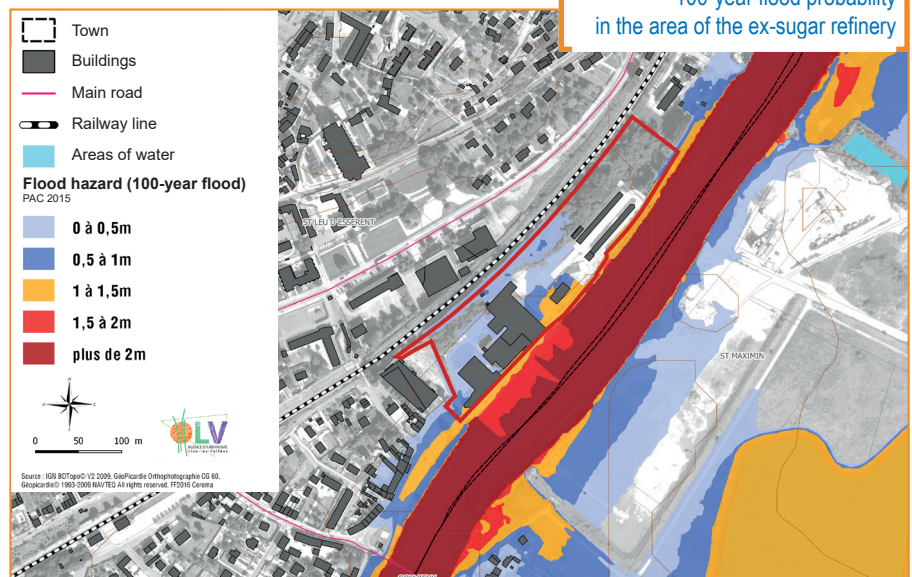 100-year flood probability
in the area of the ex-sugar refinery
Town
Buildings
Main road
Railway line
Areas of water
Flood hazard (100-year flood)
PAC 2015
0 à 0,5m
0,5 à 1m
1 à 1,5m
1,5 à 2m
plus de 2m
0 50 100 m
OLV
Source : IGN BDTopo© V2 2009, GéoPicardie Orthophotographie CG 60,
Géopicardie© 1993-2009 NAVTEQ All rights reserved, FF2016 Cerema
ST LEU D ESSERENT
ST MAXIMIN